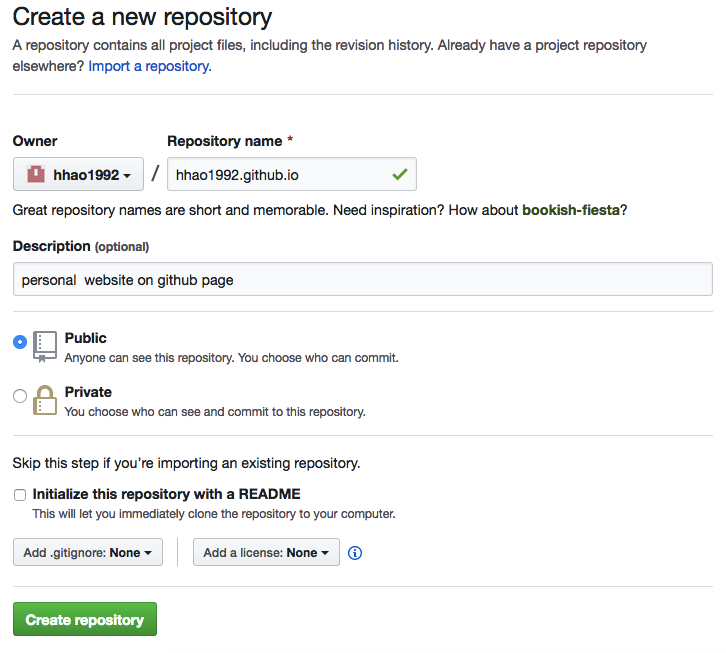 Create a new repository
A repository contains all project files, including the revision history. Already have a project repository
elsewhere? Import a repository.
Owner
Repository name *
hhao1992 / hhao1992.github.io
Great repository names are short and memorable. Need inspiration? How about bookish-fiesta?
Description (optional)
personal  website on github page
Public
Anyone can see this repository. You choose who can commit.
Private
You choose who can see and commit to this repository.
Skip this step if you're importing an existing repository.
Initialize this repository with a README
This will let you immediately clone the repository to your computer.
Add .gitignore: None
Add a license: None
Create repository